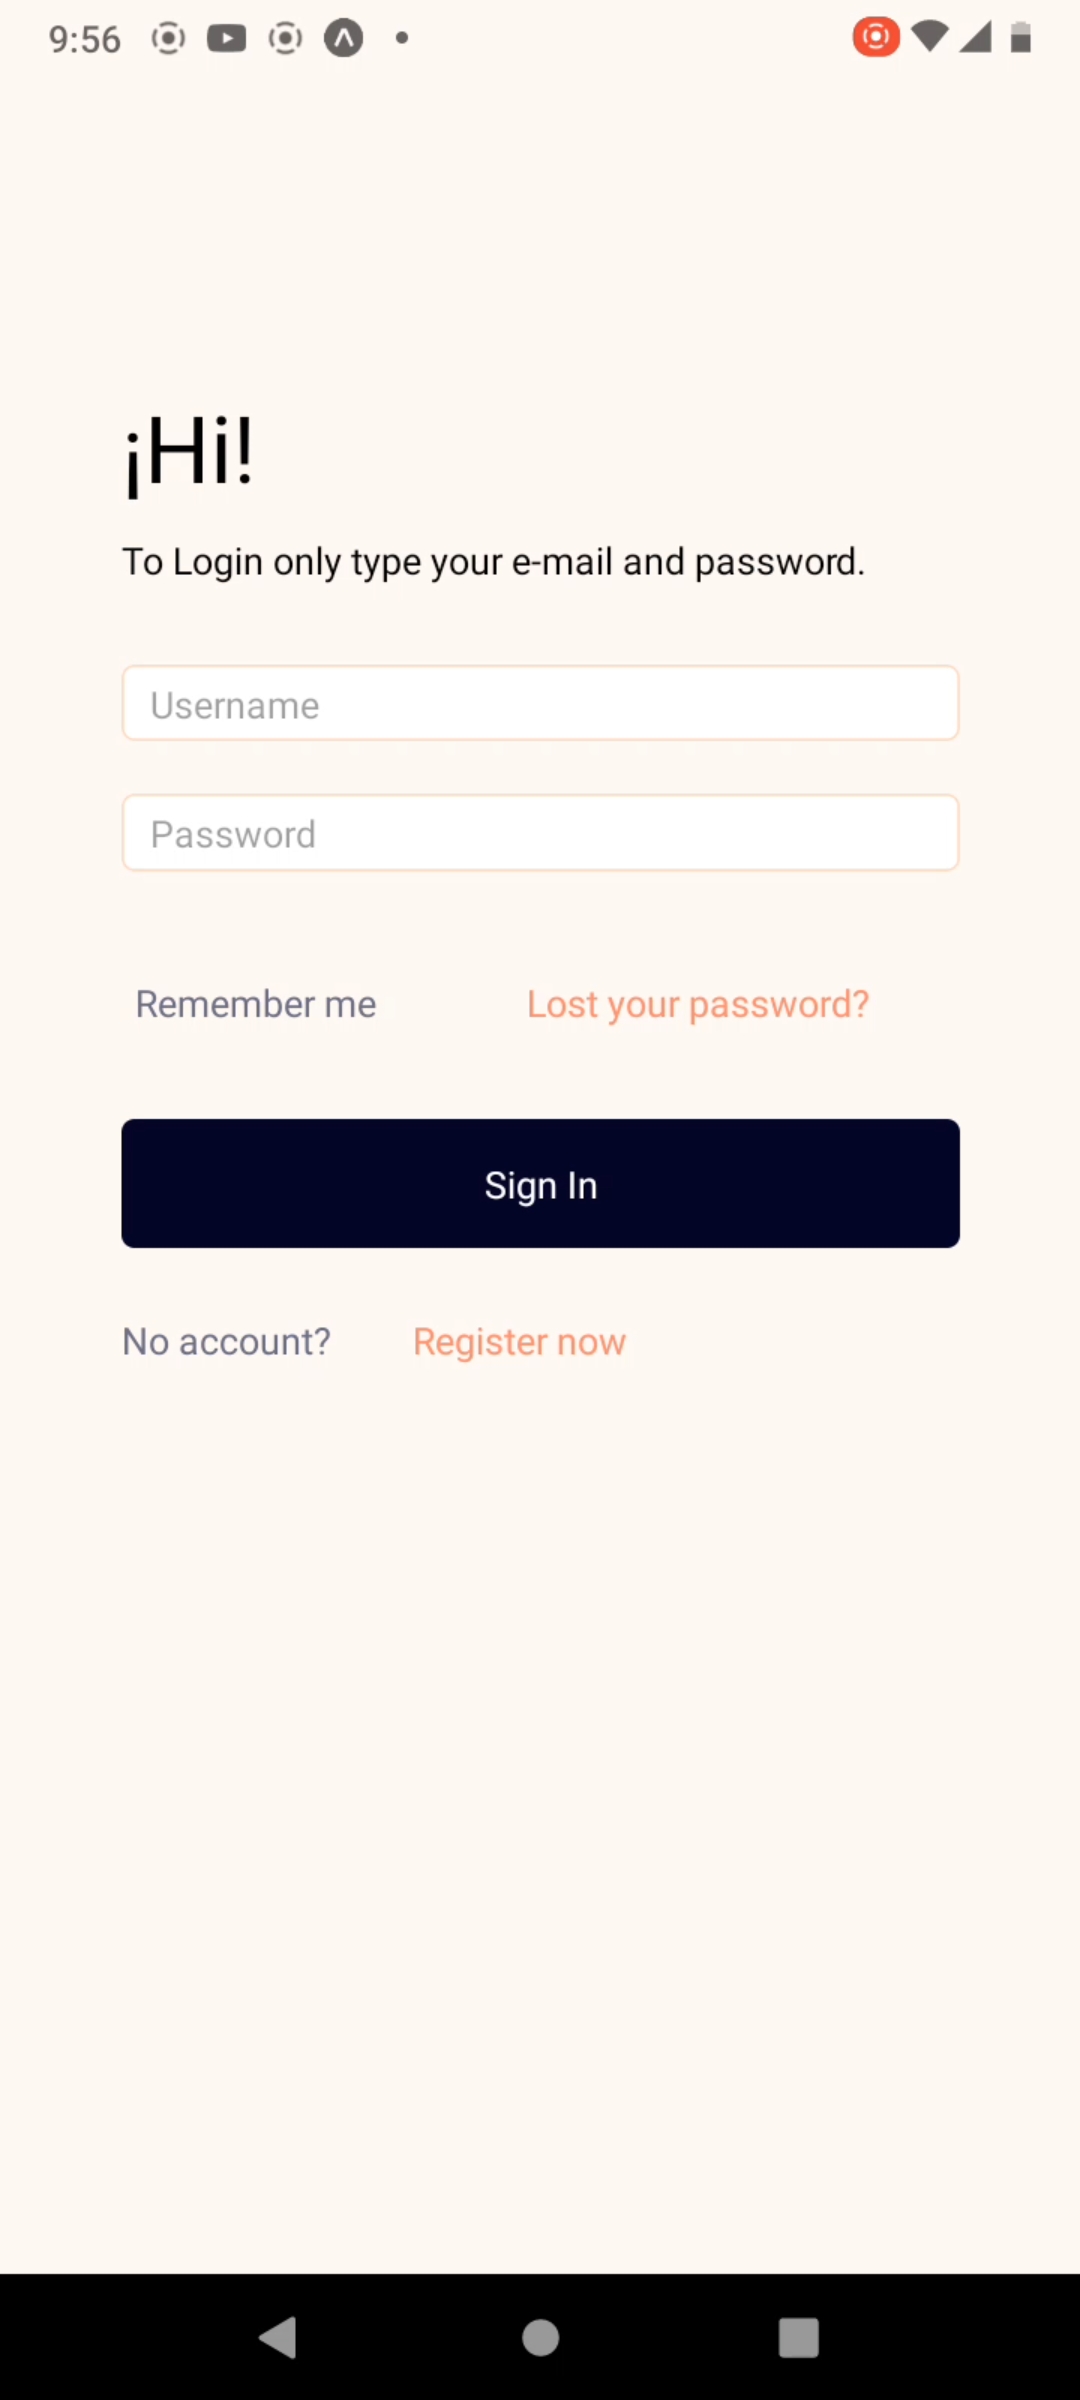 9:56
¡Hi!
To Login only type your e-mail and password.
Username
Password
Remember me Lost your password?
Sign In
No account? Register now